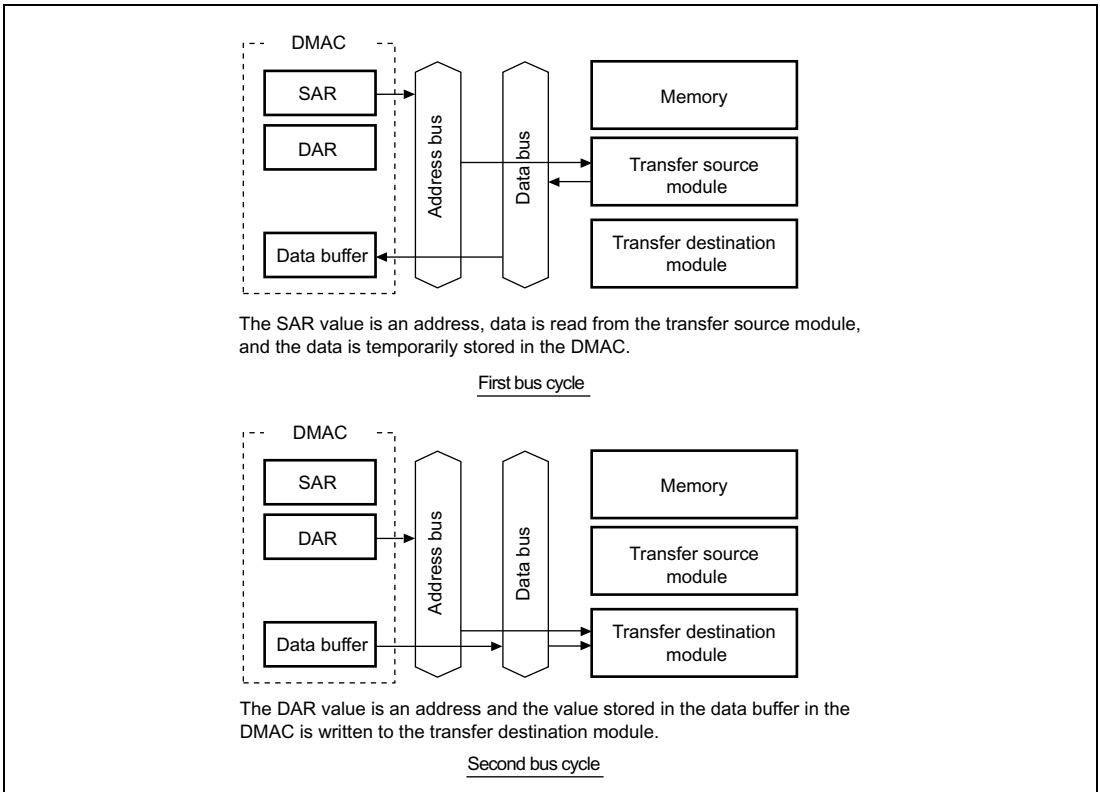 DMAC
SAR
DAR
Data buffer
Address bus
Data bus
Memory
Transfer source
module
Transfer destination
module
The SAR value is an address, data is read from the transfer source module,
and the data is temporarily stored in the DMAC.
First bus cycle
DMAC
SAR
DAR
Data buffer
Address bus
Data bus
Memory
Transfer source
module
Transfer destination
module
The DAR value is an address and the value stored in the data buffer in the
DMAC is written to the transfer destination module.
Second bus cycle